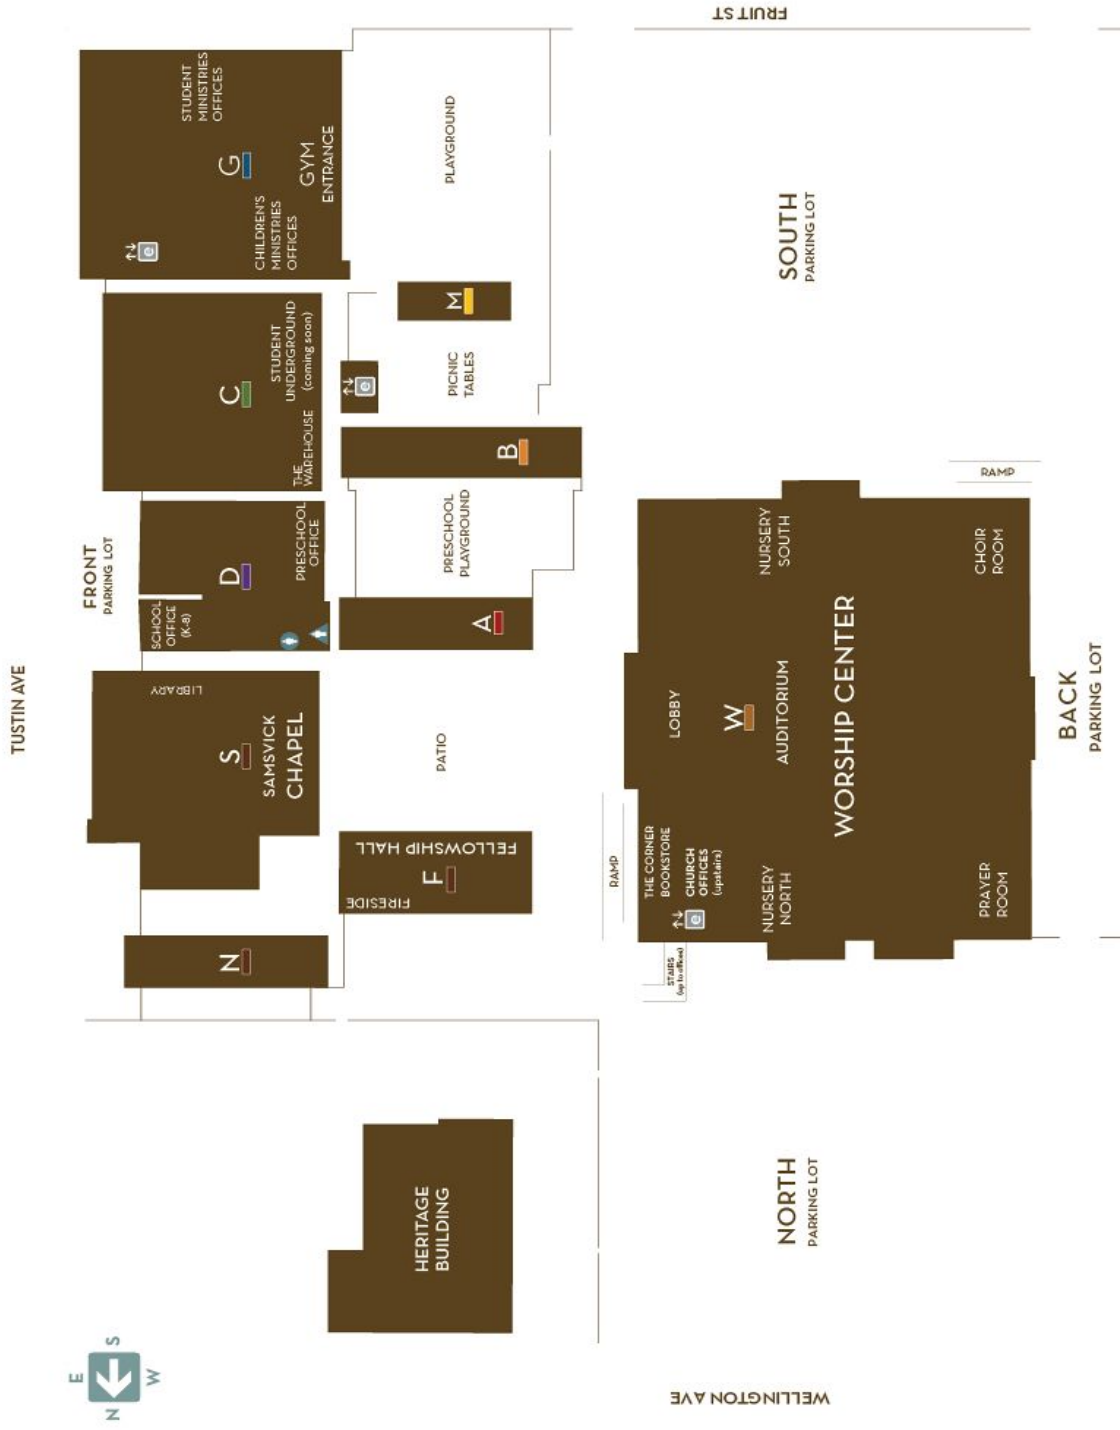 FRUIT ST
STUDENT
MINISTRIES
OFFICES
G
GYM
ENTRANCE
CHILDREN'S
MINISTRIES
OFFICES
e
PLAYGROUND
SOUTH
PARKING LOT
M
PICNIC
TABLES
e
C
STUDENT
UNDERGROUND
(coming soon)
THE
WAREHOUSE
B
RAMP
FRONT
PARKING LOT
D
PRESCHOOL
OFFICE
SCHOOL
OFFICE
(K-8)
PRESCHOOL
PLAYGROUND
A
TUSTIN AVE
LIBRARY
S
SAMSVICK
CHAPEL
PATIO
FELLOWSHIP HALL
F
FIRESIDE
N
NURSERY
SOUTH
CHOIR
ROOM
LOBBY
W
AUDITORIUM
WORSHIP CENTER
BACK
PARKING LOT
RAMP
THE CORNER
BOOKSTORE
CHURCH
OFFICES
(upstairs)
e
NURSERY
NORTH
PRAYER
ROOM
STAIRS
(up to offices)
HERITAGE
BUILDING
NORTH
PARKING LOT
E
S
N
W
WELLINGTON AVE